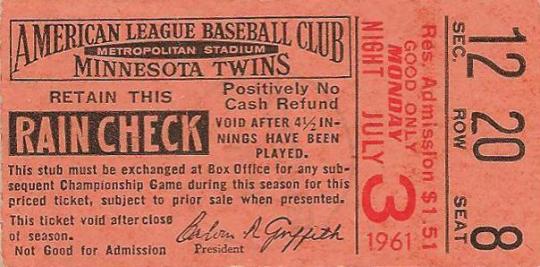 AMERICAN LEAGUE BASEBALL CLUB
METROPOLITAN STADIUM
MINNESOTA TWINS
RETAIN THIS
RAIN CHECK
Positively No
Cash Refund
VOID AFTER 4½ IN-
NINGS HAVE BEEN
PLAYED.
This stub must be exchanged at Box Office for any sub-
sequent Championship Game during this season for this
priced ticket, subject to prior sale when presented.
This ticket void after close
of season.
Not Good for Admission
Calvin R Griffith
President
NIGHT JULY
3
1961
MONDAY
GOOD ONLY
Res. Admission $1.51
SEC. ROW SEAT
12 20 8